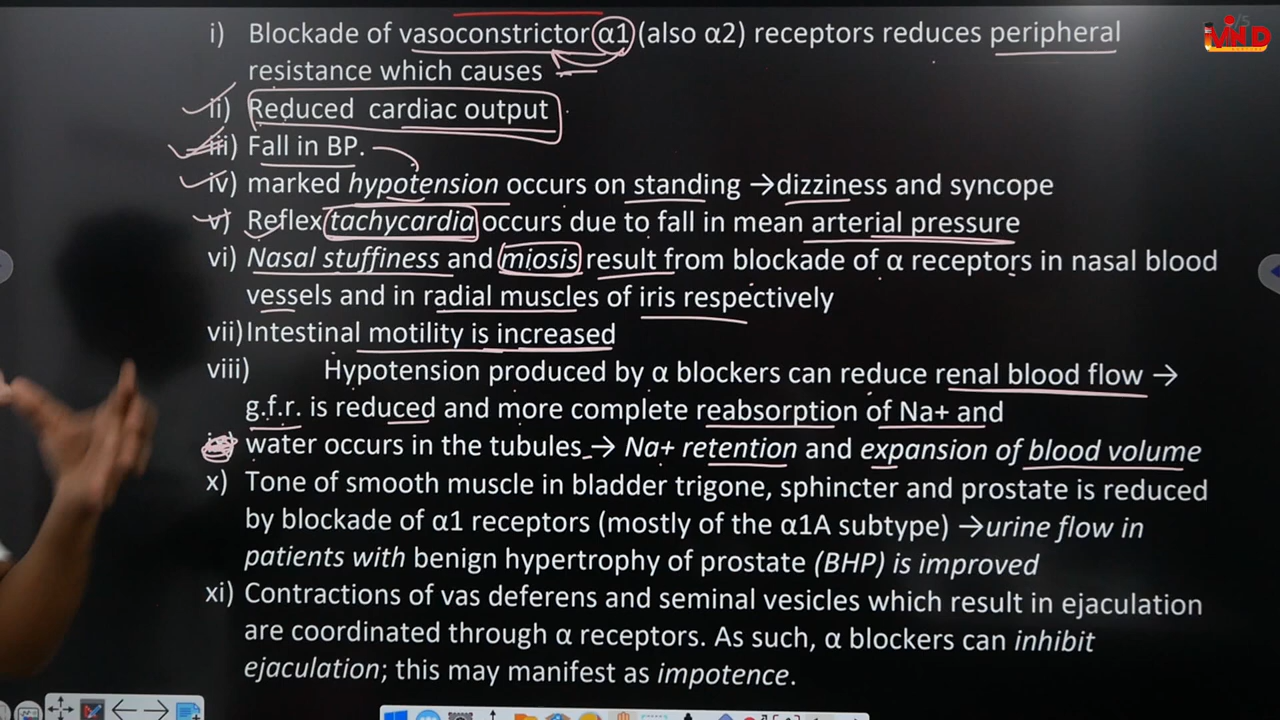 i) Blockade of vasoconstrictor α1 (also α2) receptors reduces peripheral
resistance which causes
ii) Reduced cardiac output
iii) Fall in BP.
iv) marked hypotension occurs on standing →dizziness and syncope
v) Reflex tachycardia occurs due to fall in mean arterial pressure
vi) Nasal stuffiness and miosis result from blockade of α receptors in nasal blood
vessels and in radial muscles of iris respectively
vii) Intestinal motility is increased
viii) Hypotension produced by α blockers can reduce renal blood flow →
g.f.r. is reduced and more complete reabsorption of Na+ and
water occurs in the tubules → Na+ retention and expansion of blood volume
x) Tone of smooth muscle in bladder trigone, sphincter and prostate is reduced
by blockade of α1 receptors (mostly of the α1A subtype) →urine flow in
patients with benign hypertrophy of prostate (BHP) is improved
xi) Contractions of vas deferens and seminal vesicles which result in ejaculation
are coordinated through α receptors. As such, α blockers can inhibit
ejaculation; this may manifest as impotence.